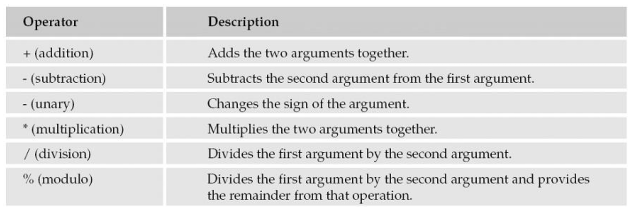 Operator Description
+ (addition) Adds the two arguments together.
- (subtraction) Subtracts the second argument from the first argument.
- (unary) Changes the sign of the argument.
* (multiplication) Multiplies the two arguments together.
/ (division) Divides the first argument by the second argument.
% (modulo) Divides the first argument by the second argument and provides
the remainder from that operation.